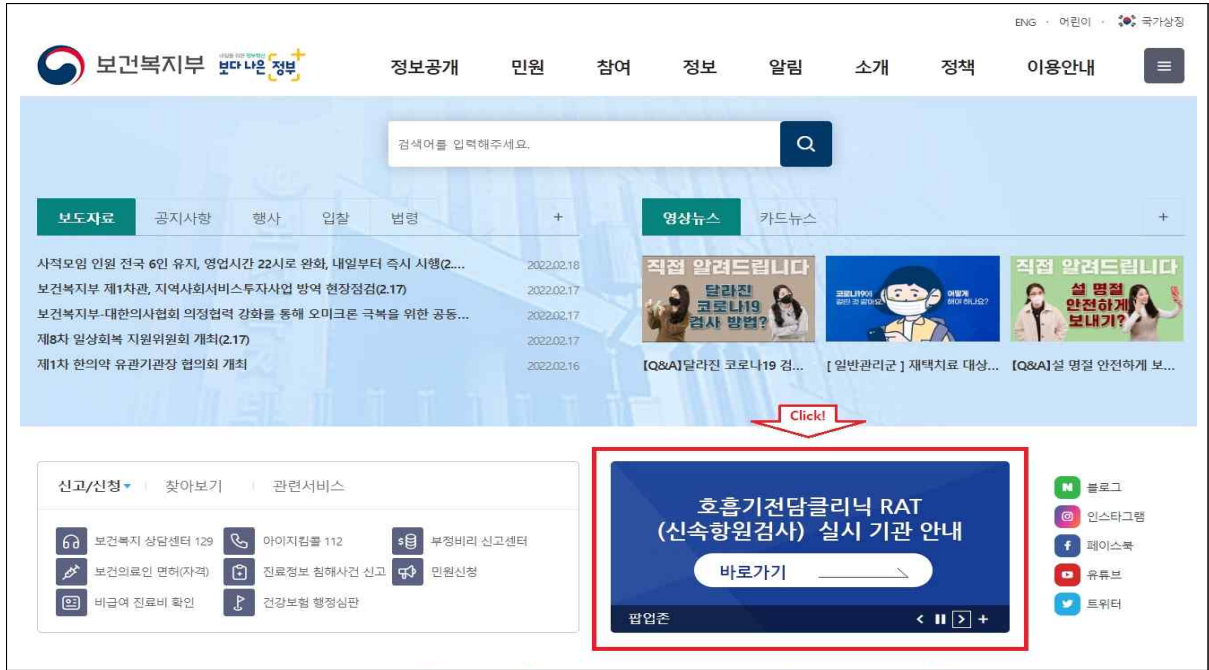 ENG · 어린이 · 국가상징
보건복지부
보다 나은 정부
정보공개 민원 참여 정보 알림 소개 정책 이용안내
검색어를 입력해주세요.
보도자료 공지사항 행사 입찰 법령 +
사적모임 인원 전국 6인 유지, 영업시간 22시로 완화, 내일부터 즉시 시행(2.... 2022.02.18
보건복지부 제1차관, 지역사회서비스투자사업 방역 현장점검(2.17) 2022.02.17
보건복지부-대한의사협회 의정협력 강화를 통해 오미크론 극복을 위한 공동... 2022.02.17
제8차 일상회복 지원위원회 개최(2.17) 2022.02.17
제1차 한의약 유관기관장 협의회 개최 2022.02.16
영상뉴스 카드뉴스 +
직접 알려드립니다
달라진
코로나19
검사 방법?
코로나19에
걸린 것 같아요
어떻게
해야 하나요?
직접 알려드립니다
설 명절
안전하게
보내기?
【Q&A】달라진 코로나19 검...
[ 일반관리군 ] 재택치료 대상...
【Q&A】설 명절 안전하게 보...
Click!
신고/신청 찾아보기 관련서비스
보건복지 상담센터 129
아이지킴콜 112
부정비리 신고센터
보건의료인 면허(자격)
진료정보 침해사건 신고
민원신청
비급여 진료비 확인
건강보험 행정심판
호흡기전담클리닉 RAT
(신속항원검사) 실시 기관 안내
바로가기
팝업존
블로그
인스타그램
페이스북
유튜브
트위터